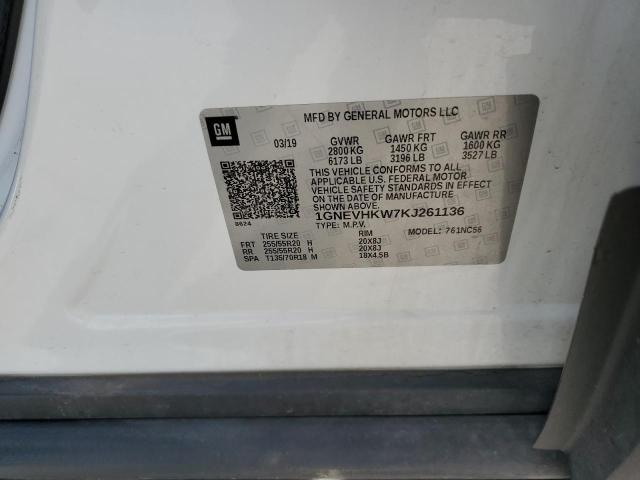 MFD BY GENERAL MOTORS LLC
GM
03/19 GVWR GAWR FRT GAWR RR
2800 KG 1450 KG 1600 KG
6173 LB 3196 LB 3527 LB
THIS VEHICLE CONFORMS TO ALL
APPLICABLE U.S. FEDERAL MOTOR
VEHICLE SAFETY STANDARDS IN EFFECT
ON THE DATE OF MANUFACTURE
SHOWN ABOVE.
8624 1GNEVHKW7KJ261136
TYPE: M.P.V. MODEL: 761NC56
TIRE SIZE RIM
FRT 255/55R20 H 20X8J
RR 255/55R20 H 20X8J
SPA T135/70R18 M 18X4.5B